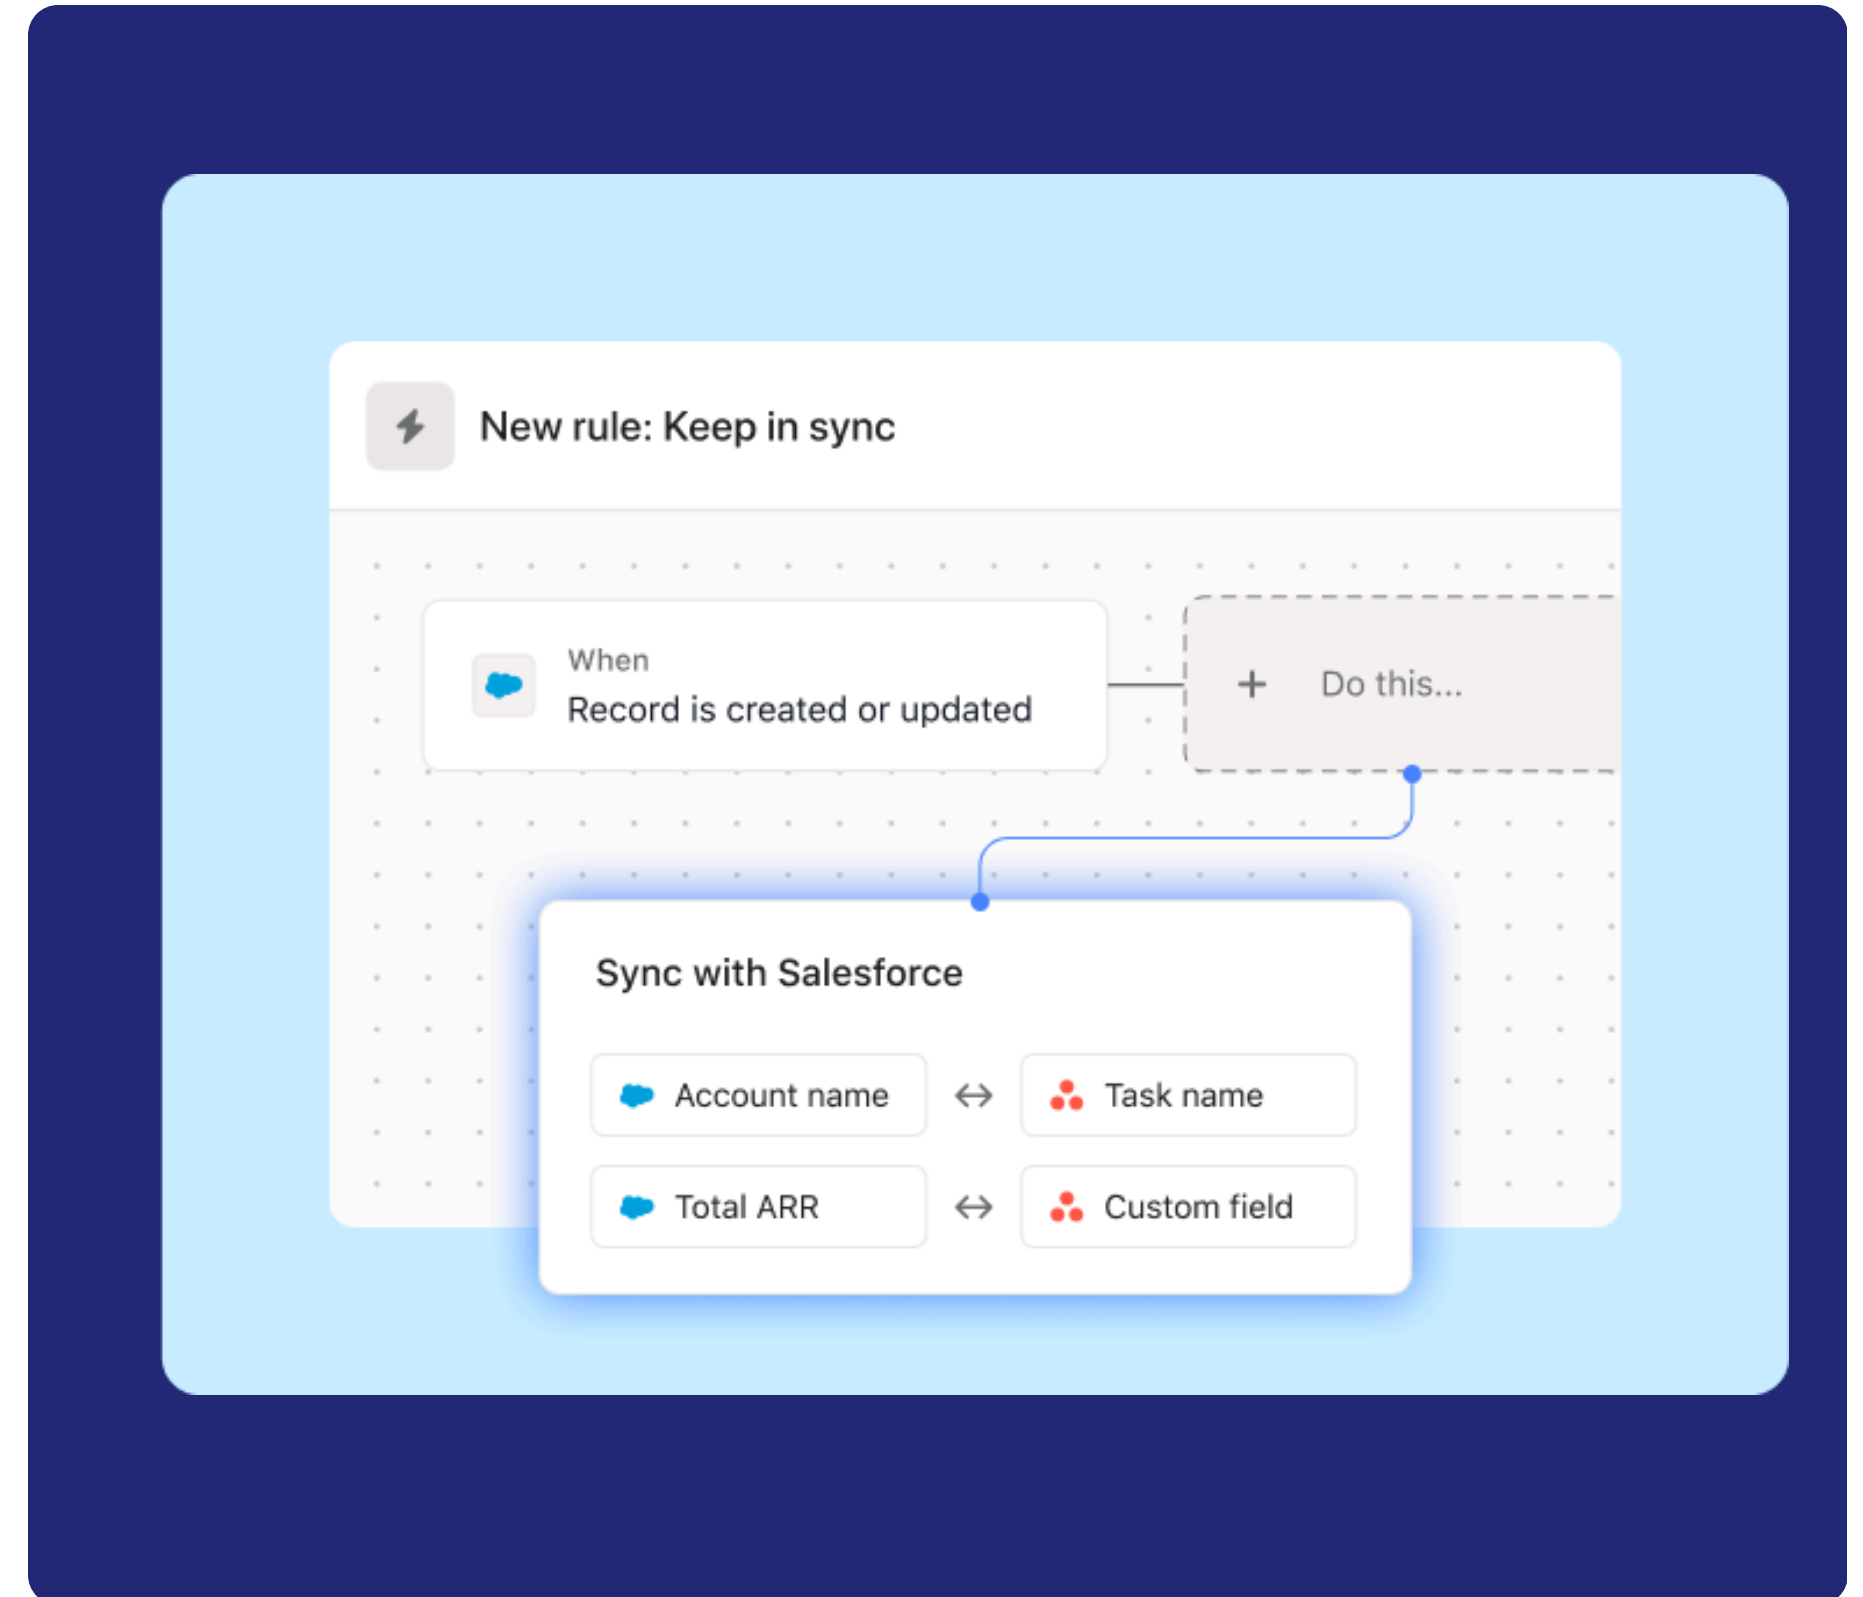 New rule: Keep in sync
When
Record is created or updated
Do this...
Sync with Salesforce
Account name
Task name
Total ARR
Custom field